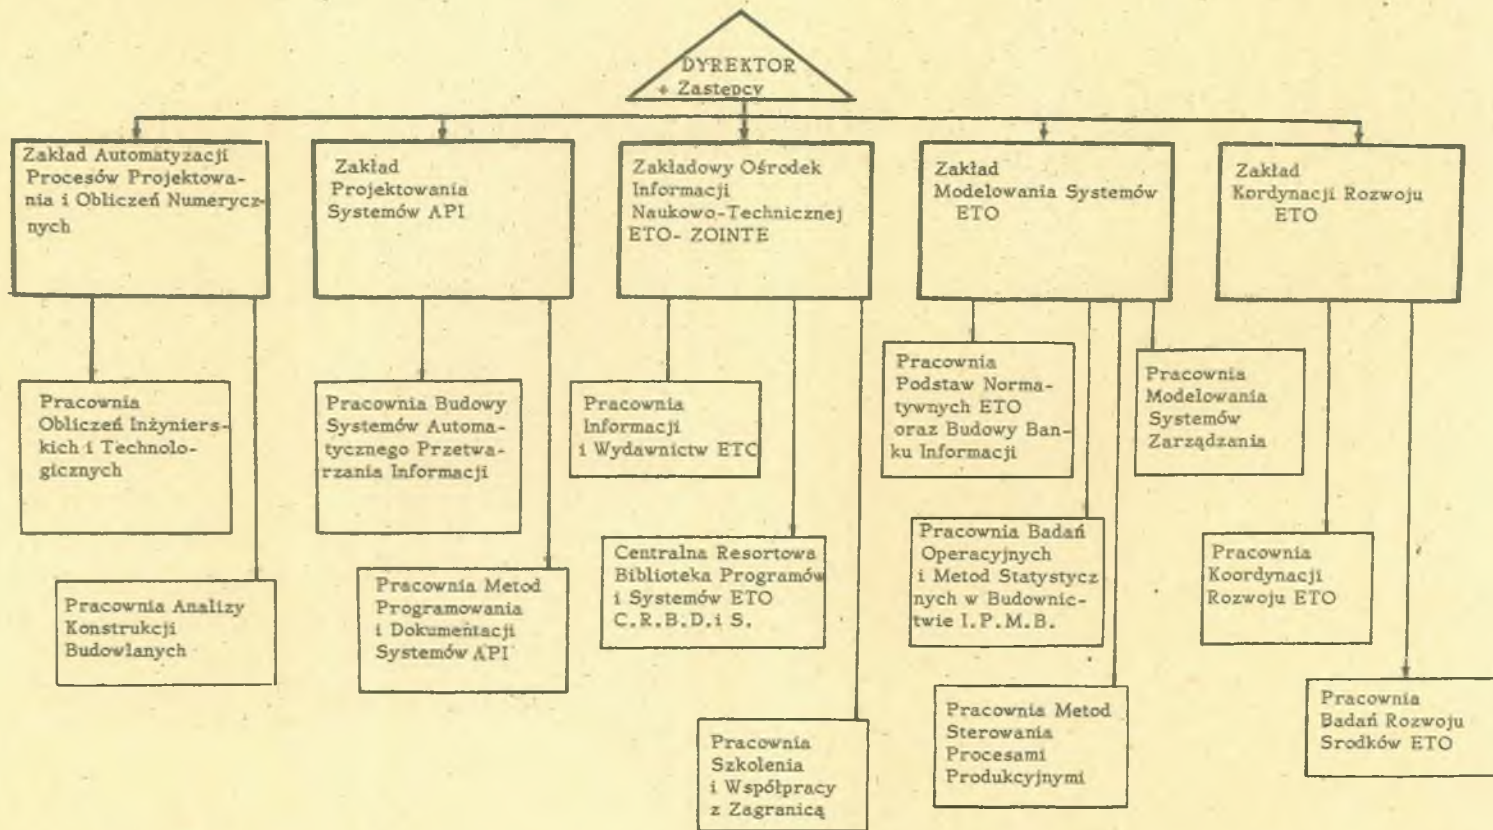 DYREKTOR
+ Zastępcy
Zakład Automatyzacji
Procesów Projektowa-
nia i Obliczeń Numerycz-
nych
Zakład
Projektowania
Systemów API
Zakładowy Ośrodek
Informacji
Naukowo-Technicznej
ETO- ZOINTE
Zakład
Modelowania Systemów
ETO
Zakład
Kordynacji Rozwoju
ETO
Pracownia
Obliczeń Inżyniers-
kich i Technolo-
gicznych
Pracownia Budowy
Systemów Automa-
tycznego Przetwa-
rzania Informacji
Pracownia
Informacji
i Wydawnictw ETO
Pracownia
Podstaw Norma-
tywnych ETO
oraz Budowy Ban-
ku Informacji
Pracownia
Modelowania
Systemów
Zarządzania
Pracownia Analizy
Konstrukcji
Budowlanych
Pracownia Metod
Programowania
i Dokumentacji
Systemów API
Centralna Resortowa
Biblioteka Programów
i Systemów ETO
C.R.B.D.i S.
Pracownia Badań
Operacyjnych
i Metod Statystycz
nych w Budownic-
twie I.P.M.B.
Pracownia
Koordynacji
Rozwoju ETO
Pracownia
Szkolenia
i Współpracy
z Zagranicą
Pracownia Metod
Sterowania
Procesami
Produkcyjnymi
Pracownia
Badań Rozwoju
Srodków ETO